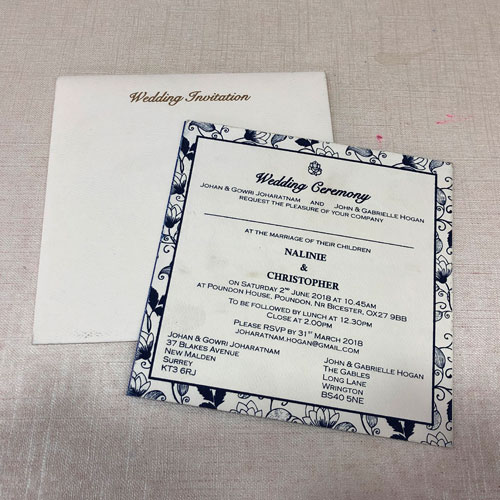 Wedding Invitation
Wedding Ceremony
Johan & Gowri Joharatnam and John & Gabrielle Hogan
request the pleasure of your company
at the marriage of their children
NALINIE
&
CHRISTOPHER
on Saturday 2nd June 2018 at 10.45am
at Poundon House, Poundon, Nr Bicester, OX27 9BB
To be followed by lunch at 12.30pm
Close at 2.00pm
Please RSVP by 31st March 2018
joharatnam.hogan@gmail.com
Johan & Gowri Joharatnam
37 Blakes Avenue
New Malden
Surrey
KT3 6RJ
John & Gabrielle Hogan
The Gables
Long Lane
Wrington
BS40 5NE